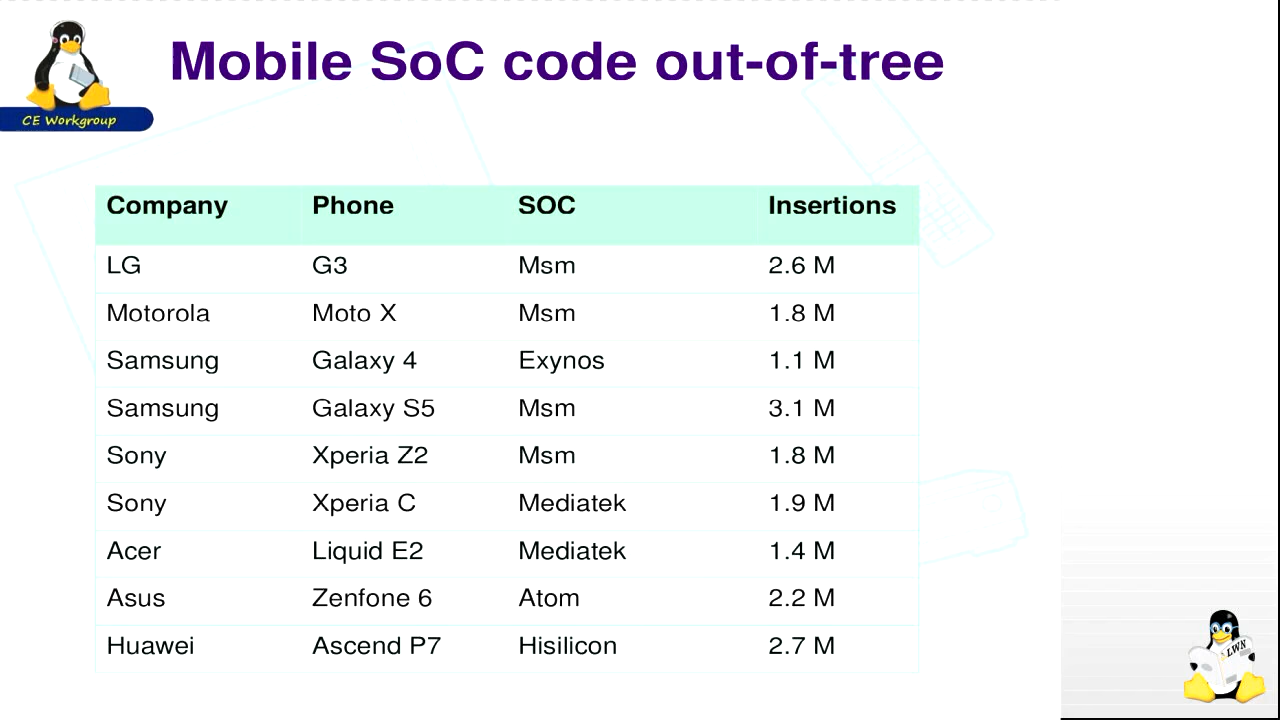 Mobile SoC code out-of-tree
CE Workgroup
Company Phone SOC Insertions
LG G3 Msm 2.6 M
Motorola Moto X Msm 1.8 M
Samsung Galaxy 4 Exynos 1.1 M
Samsung Galaxy S5 Msm 3.1 M
Sony Xperia Z2 Msm 1.8 M
Sony Xperia C Mediatek 1.9 M
Acer Liquid E2 Mediatek 1.4 M
Asus Zenfone 6 Atom 2.2 M
Huawei Ascend P7 Hisilicon 2.7 M
LWN